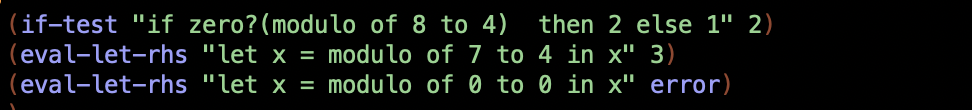 (if-test "if zero?(modulo of 8 to 4)  then 2 else 1" 2)
(eval-let-rhs "let x = modulo of 7 to 4 in x" 3)
(eval-let-rhs "let x = modulo of 0 to 0 in x" error)